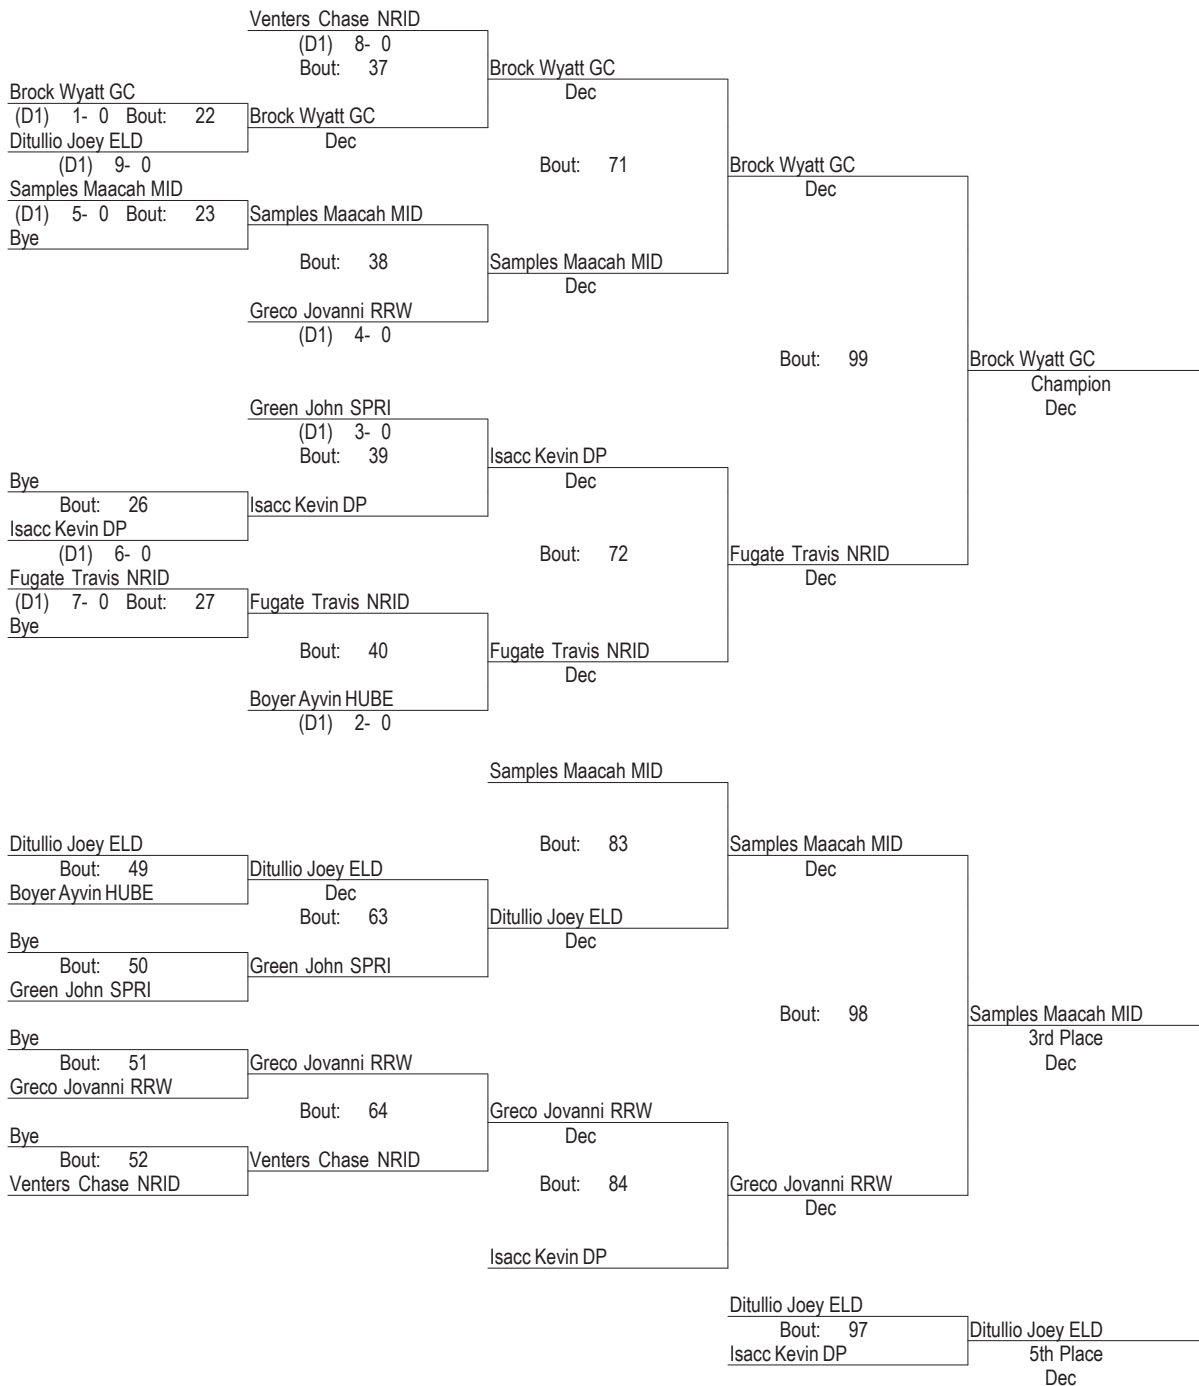 Venters Chase NRID
(D1) 8- 0
Bout: 37
Brock Wyatt GC
Dec
Brock Wyatt GC
(D1) 1- 0 Bout: 22
Brock Wyatt GC
Dec
Ditullio Joey ELD
(D1) 9- 0
Bout: 71
Brock Wyatt GC
Dec
Samples Maacah MID
(D1) 5- 0 Bout: 23
Samples Maacah MID
Bye
Bout: 38
Samples Maacah MID
Dec
Greco Jovanni RRW
(D1) 4- 0
Bout: 99
Brock Wyatt GC
Champion
Dec
Green John SPRI
(D1) 3- 0
Bout: 39
Isacc Kevin DP
Dec
Bye
Bout: 26
Isacc Kevin DP
Isacc Kevin DP
(D1) 6- 0
Bout: 72
Fugate Travis NRID
Dec
Fugate Travis NRID
(D1) 7- 0 Bout: 27
Fugate Travis NRID
Bye
Bout: 40
Fugate Travis NRID
Dec
Boyer Ayvin HUBE
(D1) 2- 0
Samples Maacah MID
Ditullio Joey ELD
Bout: 49
Boyer Ayvin HUBE
Ditullio Joey ELD
Dec
Bout: 63
Bout: 83
Samples Maacah MID
Dec
Ditullio Joey ELD
Dec
Bye
Bout: 50
Green John SPRI
Green John SPRI
Bout: 98
Samples Maacah MID
3rd Place
Dec
Bye
Bout: 51
Greco Jovanni RRW
Greco Jovanni RRW
Bout: 64
Greco Jovanni RRW
Dec
Bye
Bout: 52
Venters Chase NRID
Venters Chase NRID
Bout: 84
Greco Jovanni RRW
Dec
Isacc Kevin DP
Ditullio Joey ELD
Bout: 97
Isacc Kevin DP
Ditullio Joey ELD
5th Place
Dec